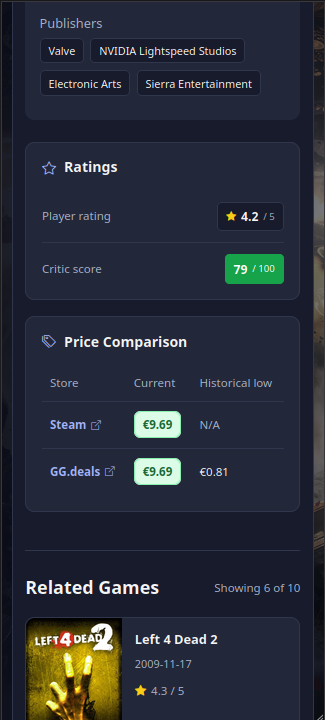 Publishers
Valve NVIDIA Lightspeed Studios
Electronic Arts Sierra Entertainment
Ratings
Player rating 4.2 / 5
Critic score 79 / 100
Price Comparison
Store Current Historical low
Steam €9.69 N/A
GG.deals €9.69 €0.81
Related Games Showing 6 of 10
LEFT 4 DEAD 2
Left 4 Dead 2
2009-11-17
4.3 / 5